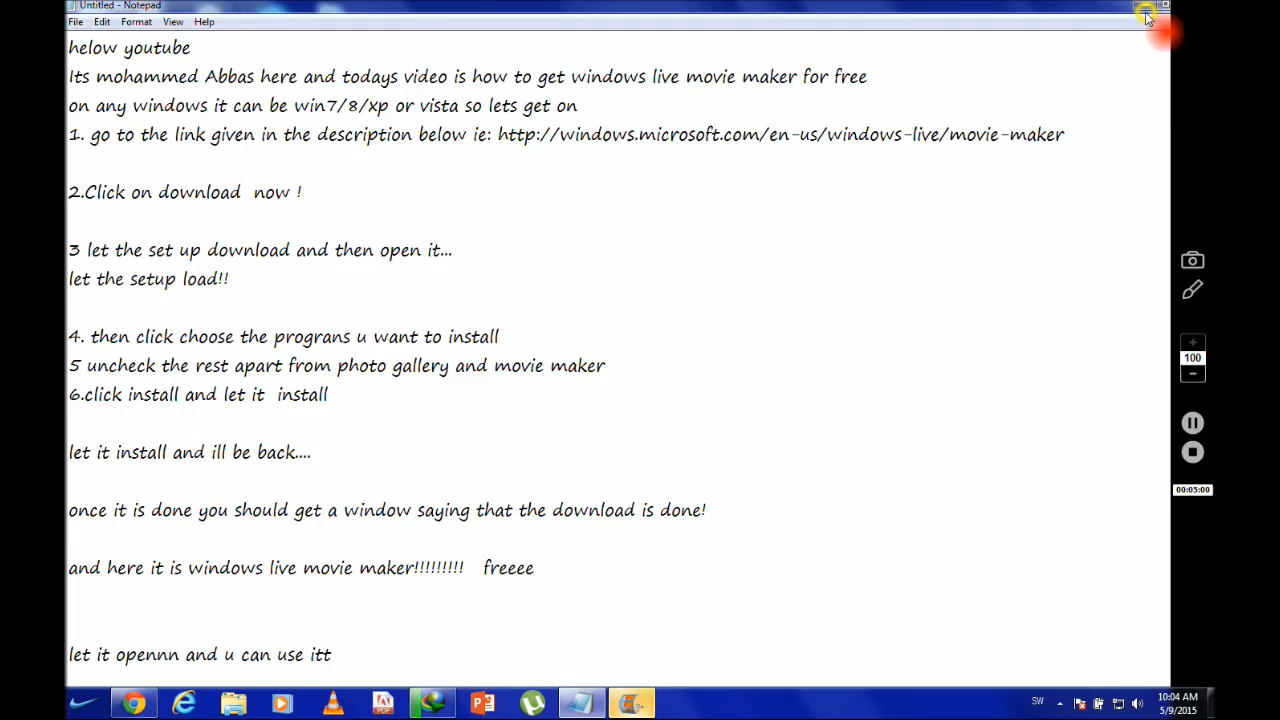 Untitled - Notepad
File Edit Format View Help
helow youtube
Its mohammed Abbas here and todays video is how to get windows live movie maker for free
on any windows it can be win7/8/xp or vista so lets get on
1. go to the link given in the description below ie: http://windows.microsoft.com/en-us/windows-live/movie-maker
2.Click on download  now !
3 let the set up download and then open it...
let the setup load!!
4. then click choose the prograns u want to install
5 uncheck the rest apart from photo gallery and movie maker
6.click install and let it  install
let it install and ill be back....
once it is done you should get a window saying that the download is done!
and here it is windows live movie maker!!!!!!!!!   freeee
let it opennn and u can use itt
100
00:05:00
SW
10:04 AM
5/9/2015